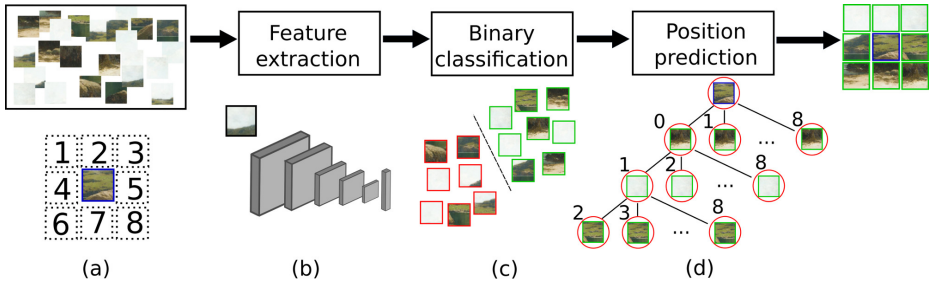 Feature
extraction
Binary
classification
Position
prediction
1 2 3
4 5
6 7 8
0 1 8
...
1 2 8
...
2 3 8
...
(a) (b) (c) (d)